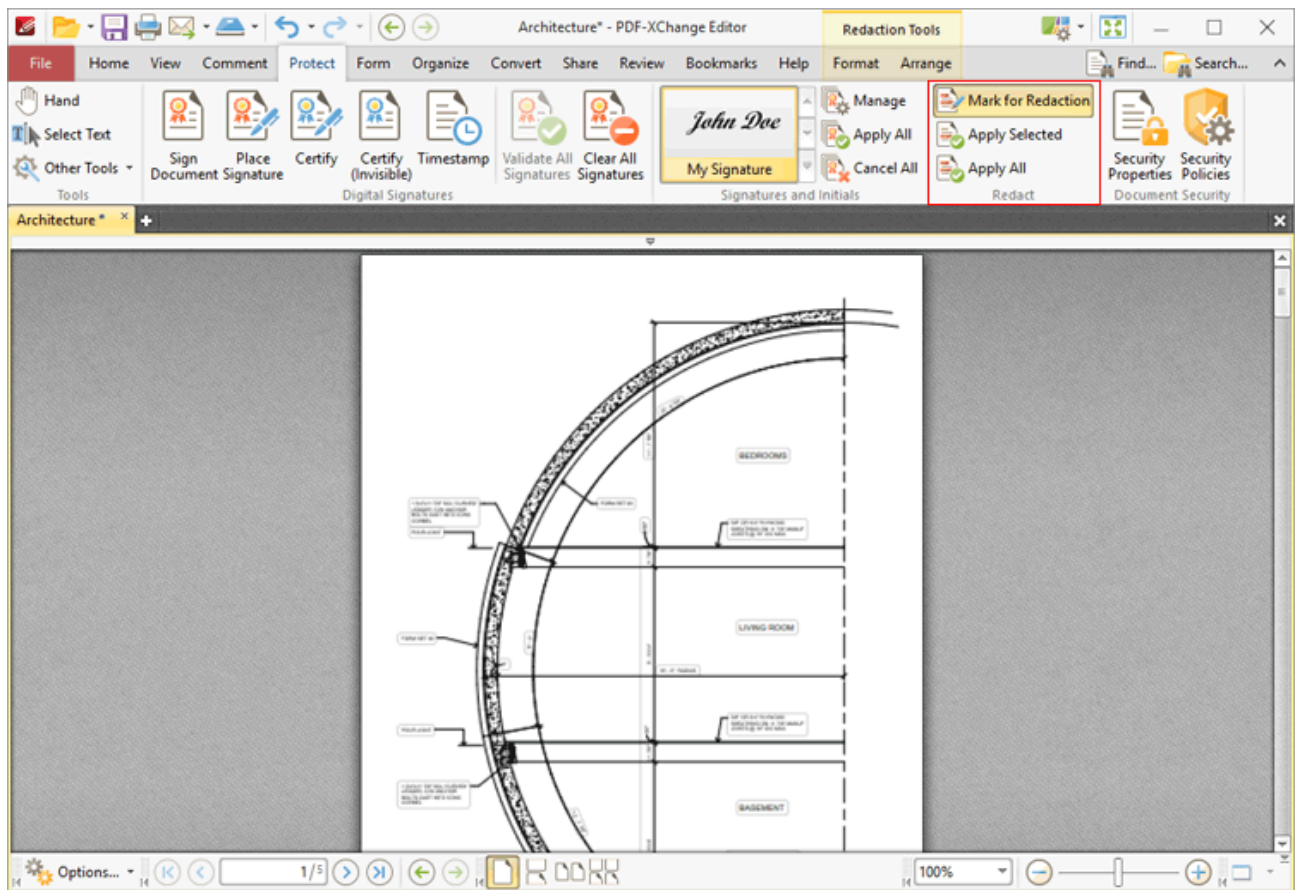 Architecture* - PDF-XChange Editor
Redaction Tools
File Home View Comment Protect Form Organize Convert Share Review Bookmarks Help Format Arrange Find... Search...
Hand
Select Text
Other Tools
Tools
Sign Document
Place Signature
Certify
Certify (Invisible)
Timestamp
Validate All Signatures
Clear All Signatures
Digital Signatures
John Doe
My Signature
Manage
Apply All
Cancel All
Signatures and Initials
Mark for Redaction
Apply Selected
Apply All
Redact
Security Properties
Security Policies
Document Security
Architecture *
BEDROOMS
LIVING ROOM
BASEMENT
Options...
1/5
100%